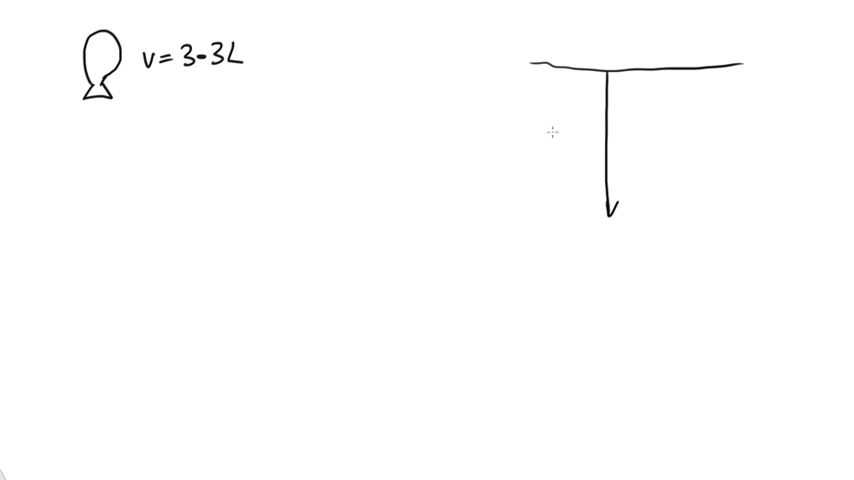 v = 3-3L